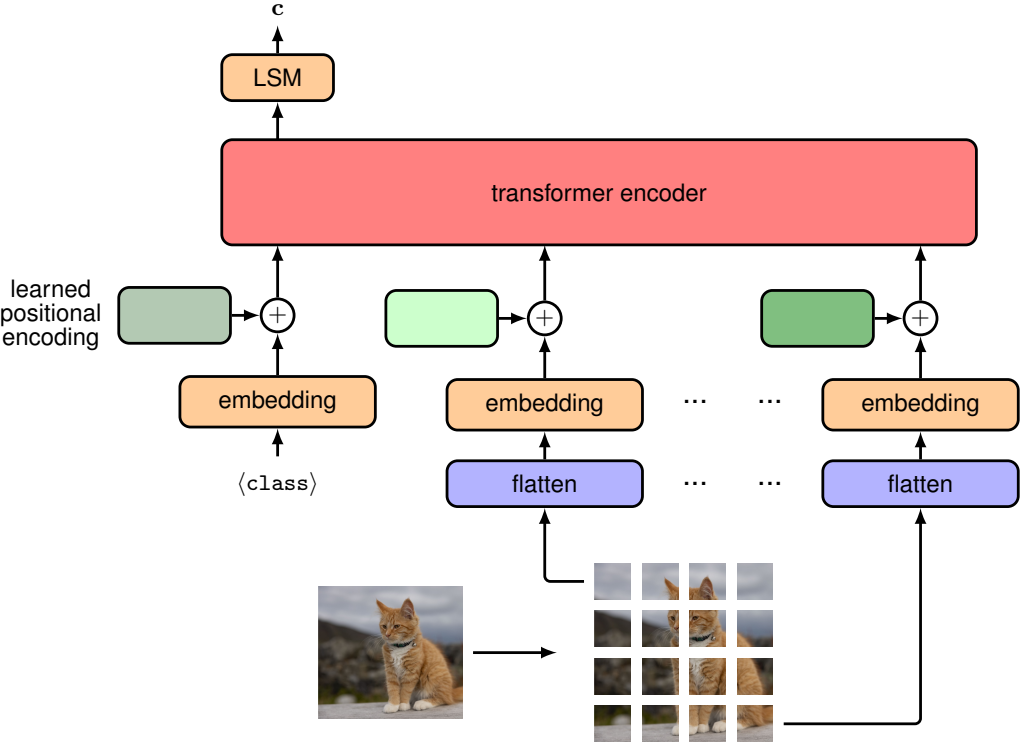 c
LSM
transformer encoder
learned
positional
encoding
+
+
+
embedding
embedding
... ...
embedding
⟨class⟩
flatten
... ...
flatten